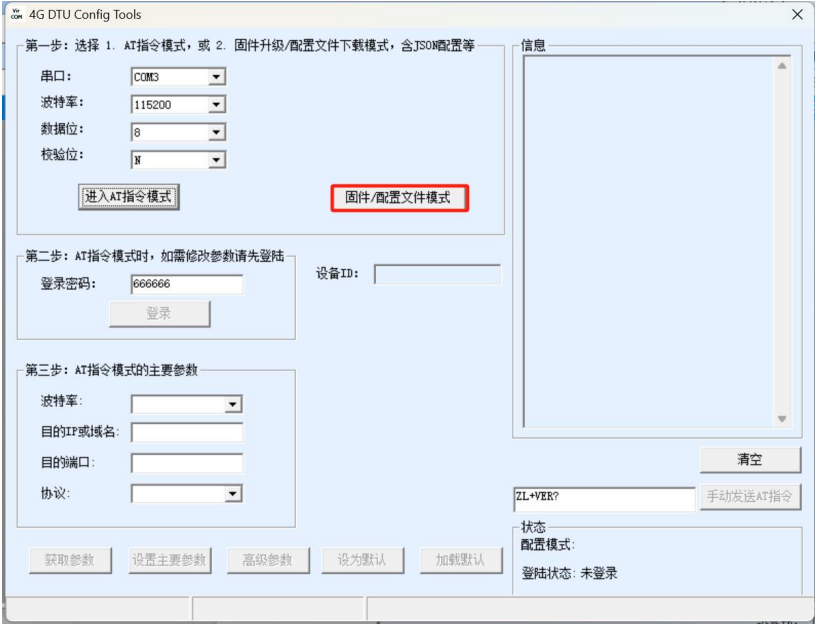 Vir COM
4G DTU Config Tools
第一步：选择 1. AT指令模式，或 2. 固件升级/配置文件下载模式，含JSON配置等
串口：
COM3
波特率：
115200
数据位：
8
校验位：
N
进入AT指令模式
固件/配置文件模式
第二步：AT指令模式时，如需修改参数请先登陆
登录密码：
666666
登录
设备ID：
第三步：AT指令模式的主要参数
波特率：
目的IP或域名：
目的端口：
协议：
获取参数
设置主要参数
高级参数
设为默认
加载默认
信息
清空
ZL+VER?
手动发送AT指令
状态
配置模式：
登陆状态：未登录